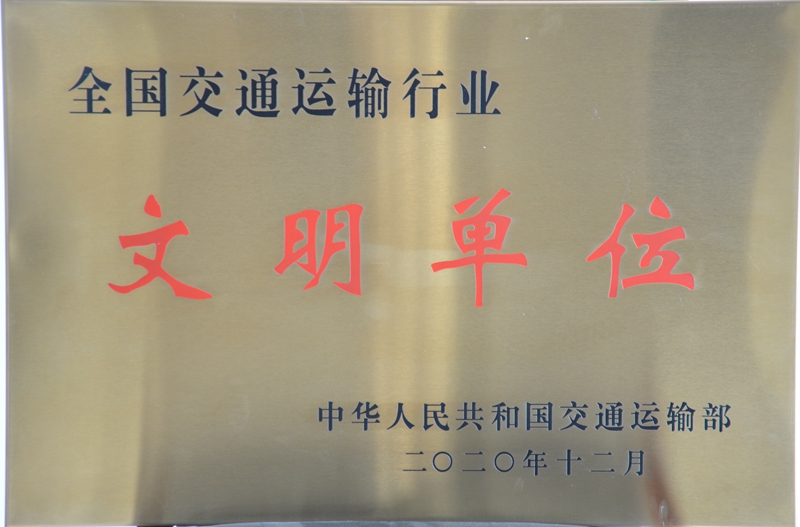 全国交通运输行业
文明单位
中华人民共和国交通运输部
二〇二〇年十二月